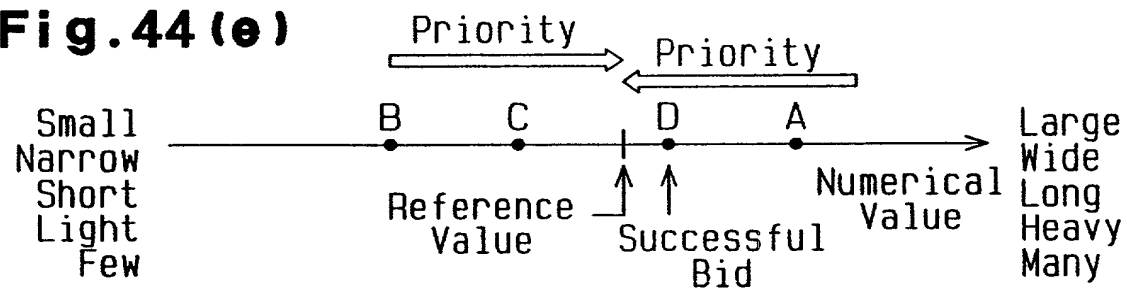 Fig.44(e)
Priority
Priority
B C D A
Small
Narrow
Short
Light
Few
Large
Wide
Long
Heavy
Many
Reference
Value
Successful
Bid
Numerical
Value